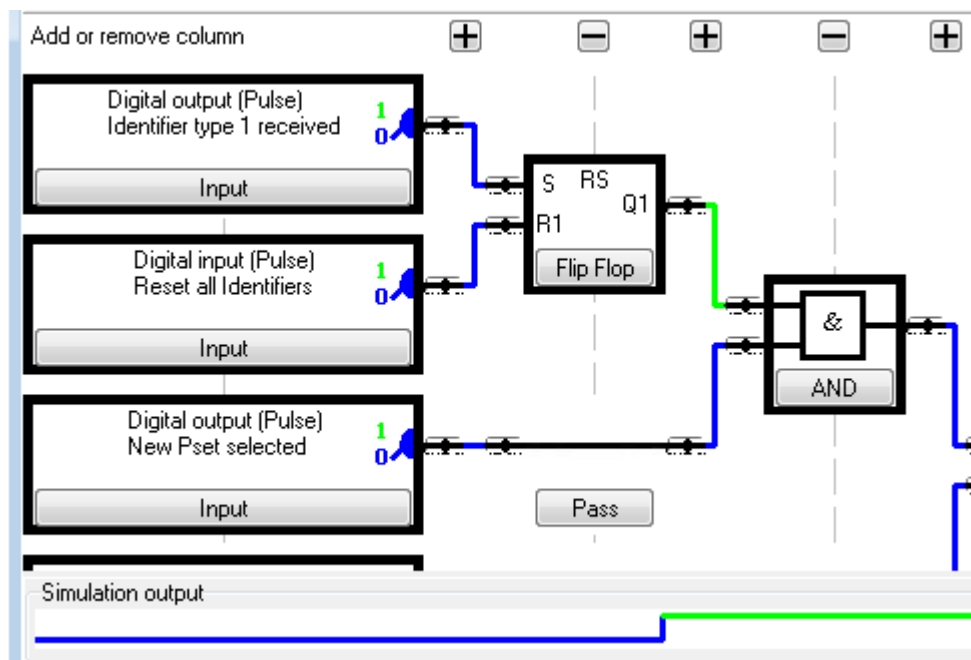 Add or remove column
Digital output (Pulse)
Identifier type 1 received
1
0
Input
Digital input (Pulse)
Reset all Identifiers
1
0
Input
Digital output (Pulse)
New Pset selected
1
0
Input
S RS
Q1
R1
Flip Flop
Pass
&
AND
Simulation output